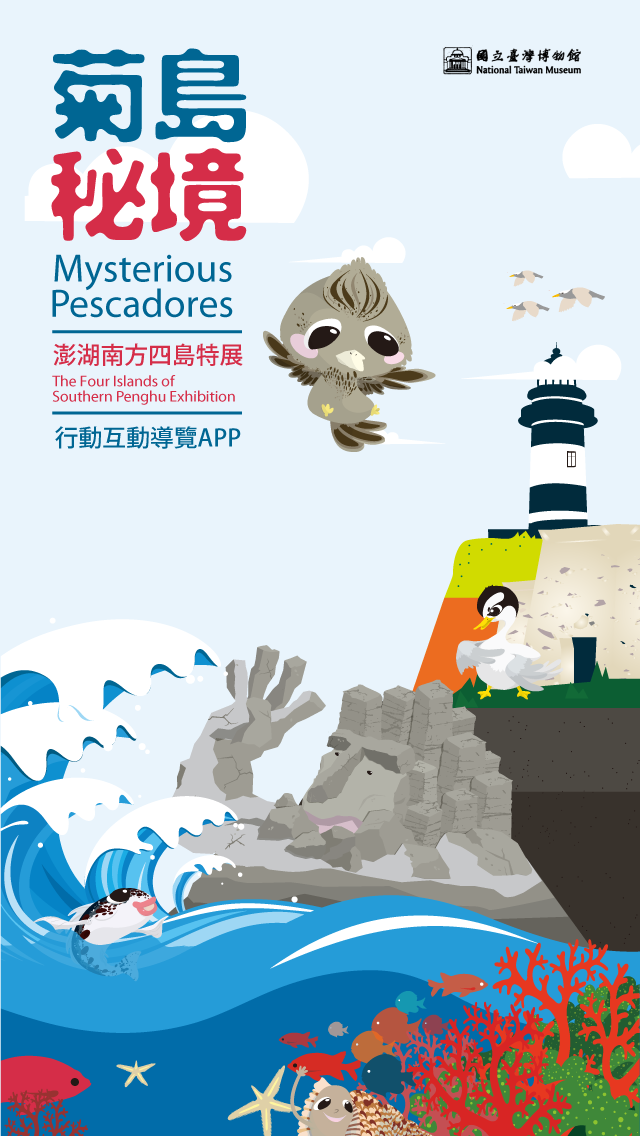 國立臺灣博物館
National Taiwan Museum
菊島
秘境
Mysterious
Pescadores
澎湖南方四島特展
The Four Islands of
Southern Penghu Exhibition
行動互動導覽APP